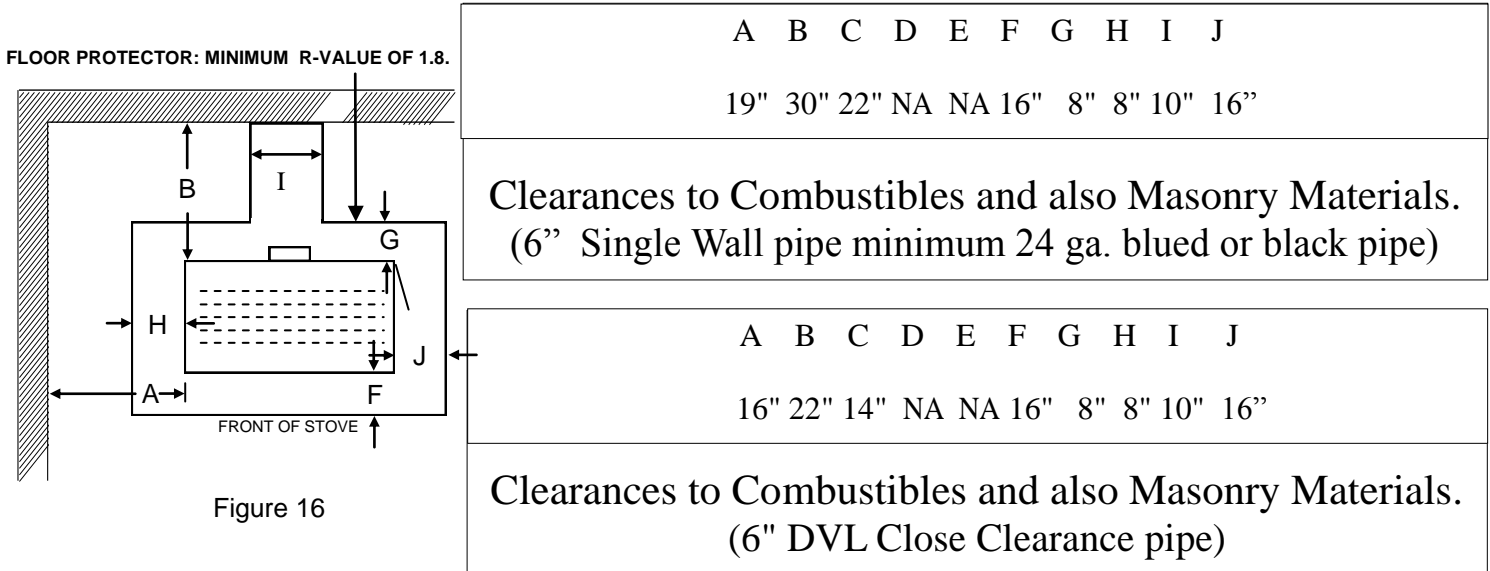 FLOOR PROTECTOR: MINIMUM R-VALUE OF 1.8.
B
I
G
H
J
A
F
FRONT OF STOVE
Figure 16
A B C D E F G H I J
19" 30" 22" NA NA 16" 8" 8" 10" 16”
Clearances to Combustibles and also Masonry Materials.
(6” Single Wall pipe minimum 24 ga. blued or black pipe)
A B C D E F G H I J
16" 22" 14" NA NA 16" 8" 8" 10" 16”
Clearances to Combustibles and also Masonry Materials.
(6" DVL Close Clearance pipe)